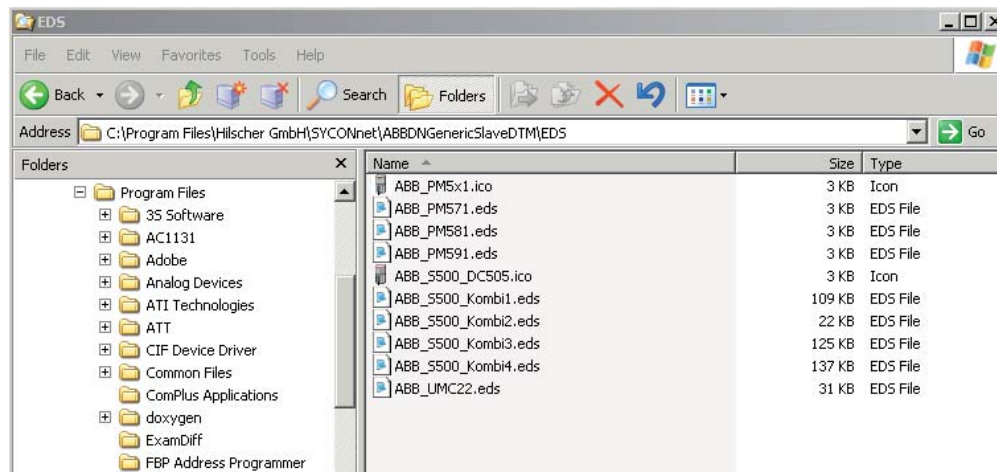 EDS
File Edit View Favorites Tools Help
Back Search Folders
Address C:\Program Files\Hilscher GmbH\SYCONnet\ABBDNGenericSlaveDTM\EDS Go
Folders x Name Size Type
Program Files
3S Software
AC1131
Adobe
Analog Devices
ATI Technologies
ATT
CIF Device Driver
Common Files
ComPlus Applications
doxygen
ExamDiff
FBP Address Programmer
ABB_PM5x1.ico 3 KB Icon
ABB_PM571.eds 3 KB EDS File
ABB_PM581.eds 3 KB EDS File
ABB_PM591.eds 3 KB EDS File
ABB_S500_DC505.ico 3 KB Icon
ABB_S500_Kombi1.eds 109 KB EDS File
ABB_S500_Kombi2.eds 22 KB EDS File
ABB_S500_Kombi3.eds 125 KB EDS File
ABB_S500_Kombi4.eds 137 KB EDS File
ABB_UMC22.eds 31 KB EDS File